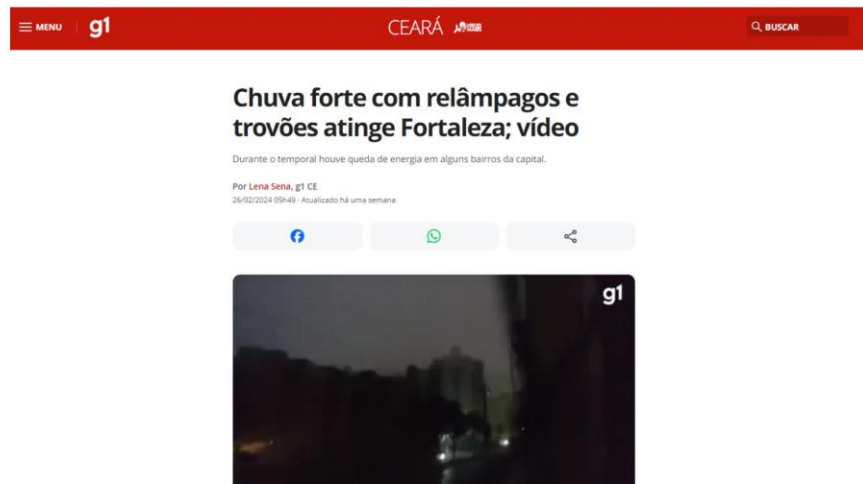 MENU
g1
CEARÁ
BUSCAR
Chuva forte com relâmpagos e
trovões atinge Fortaleza; vídeo
Durante o temporal houve queda de energia em alguns bairros da capital.
Por Lena Sena, g1 CE
26/02/2024 05h49 · Atualizado há uma semana
g1